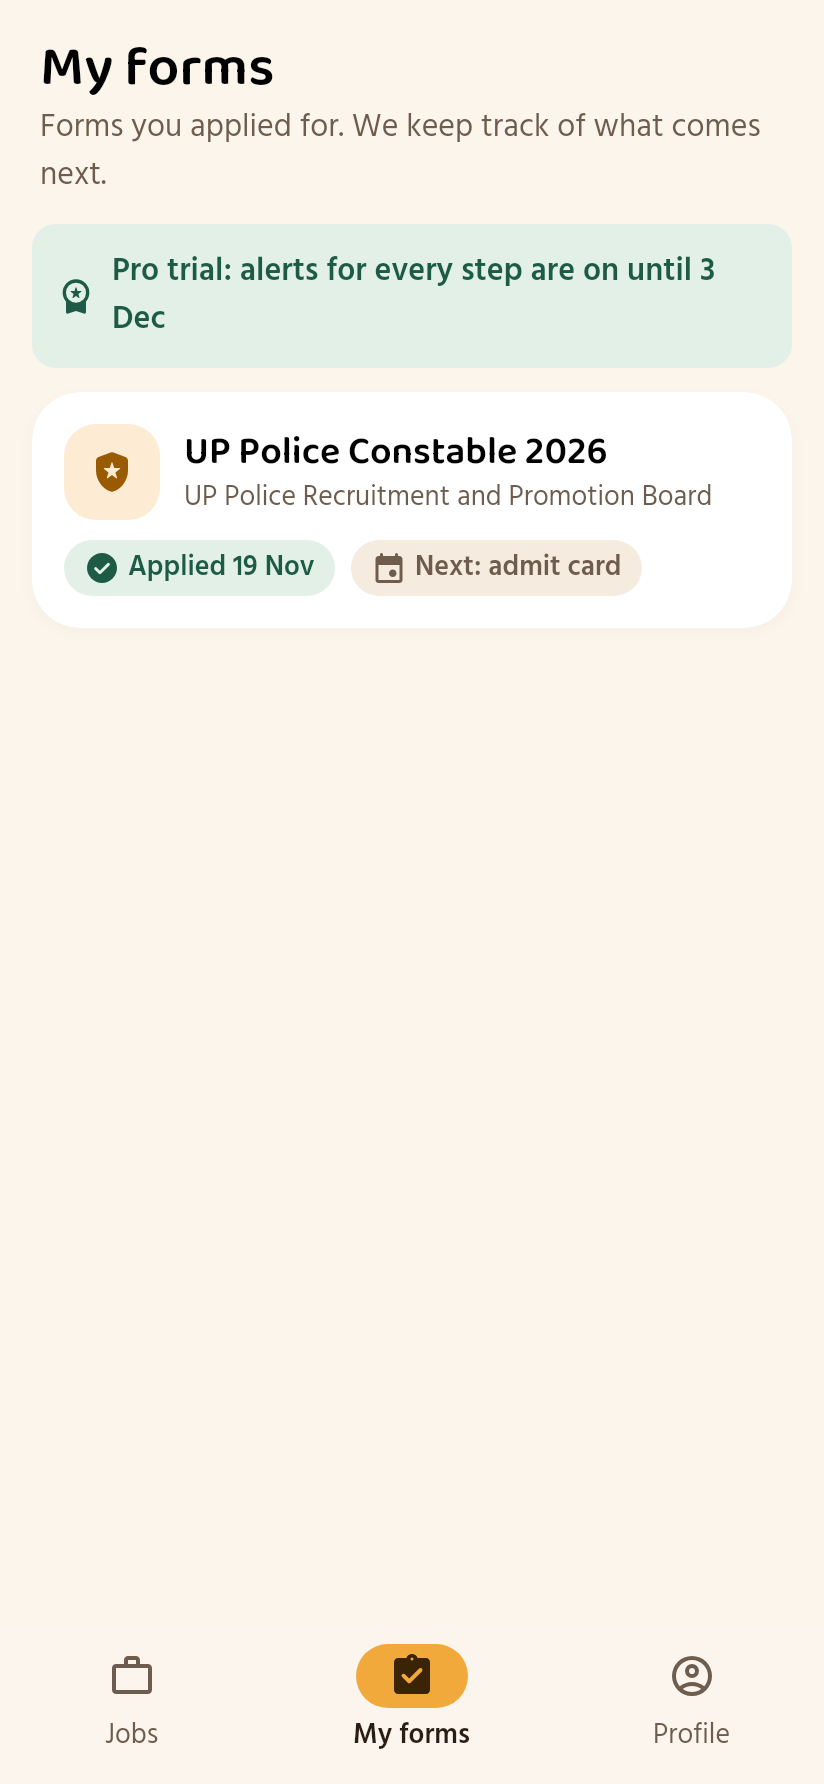 My forms
Forms you applied for. We keep track of what comes
next.
Pro trial: alerts for every step are on until 3
Dec
UP Police Constable 2026
UP Police Recruitment and Promotion Board
Applied 19 Nov
Next: admit card
Jobs
My forms
Profile